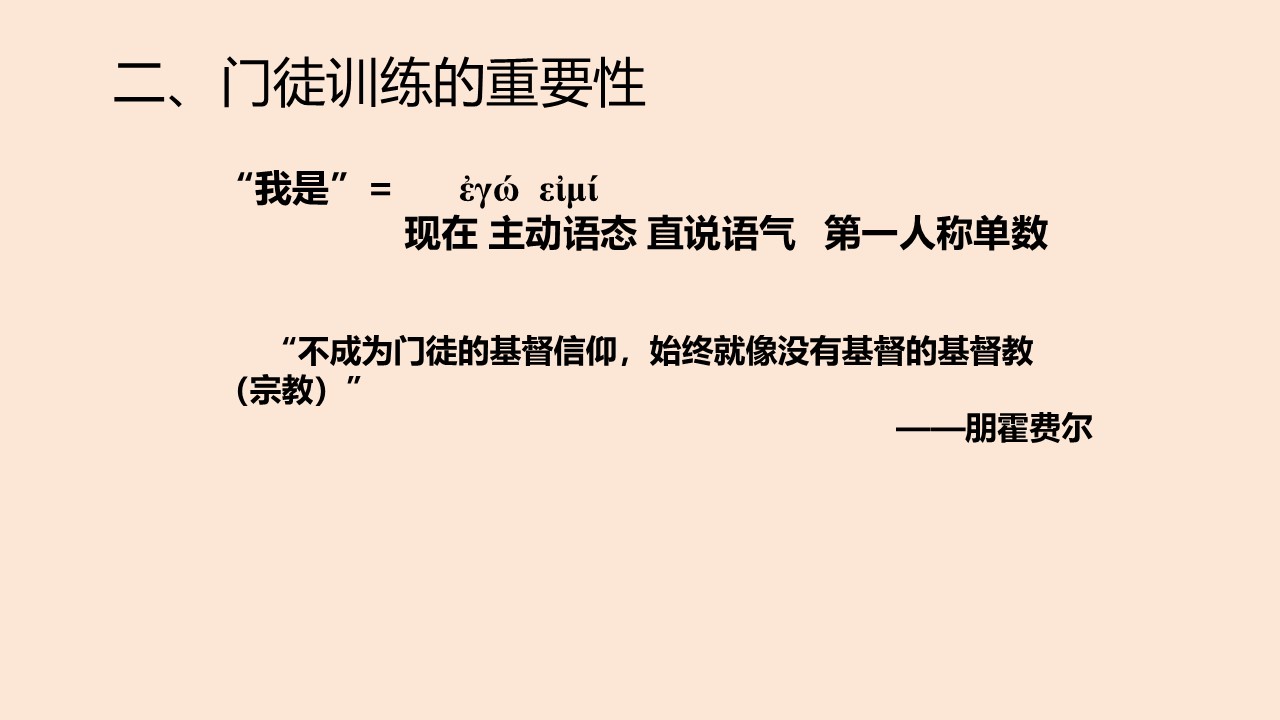 二、门徒训练的重要性
“我是”= ἐγώ εἰμί
现在 主动语态 直说语气 第一人称单数
“不成为门徒的基督信仰，始终就像没有基督的基督教
（宗教）”
——朋霍费尔